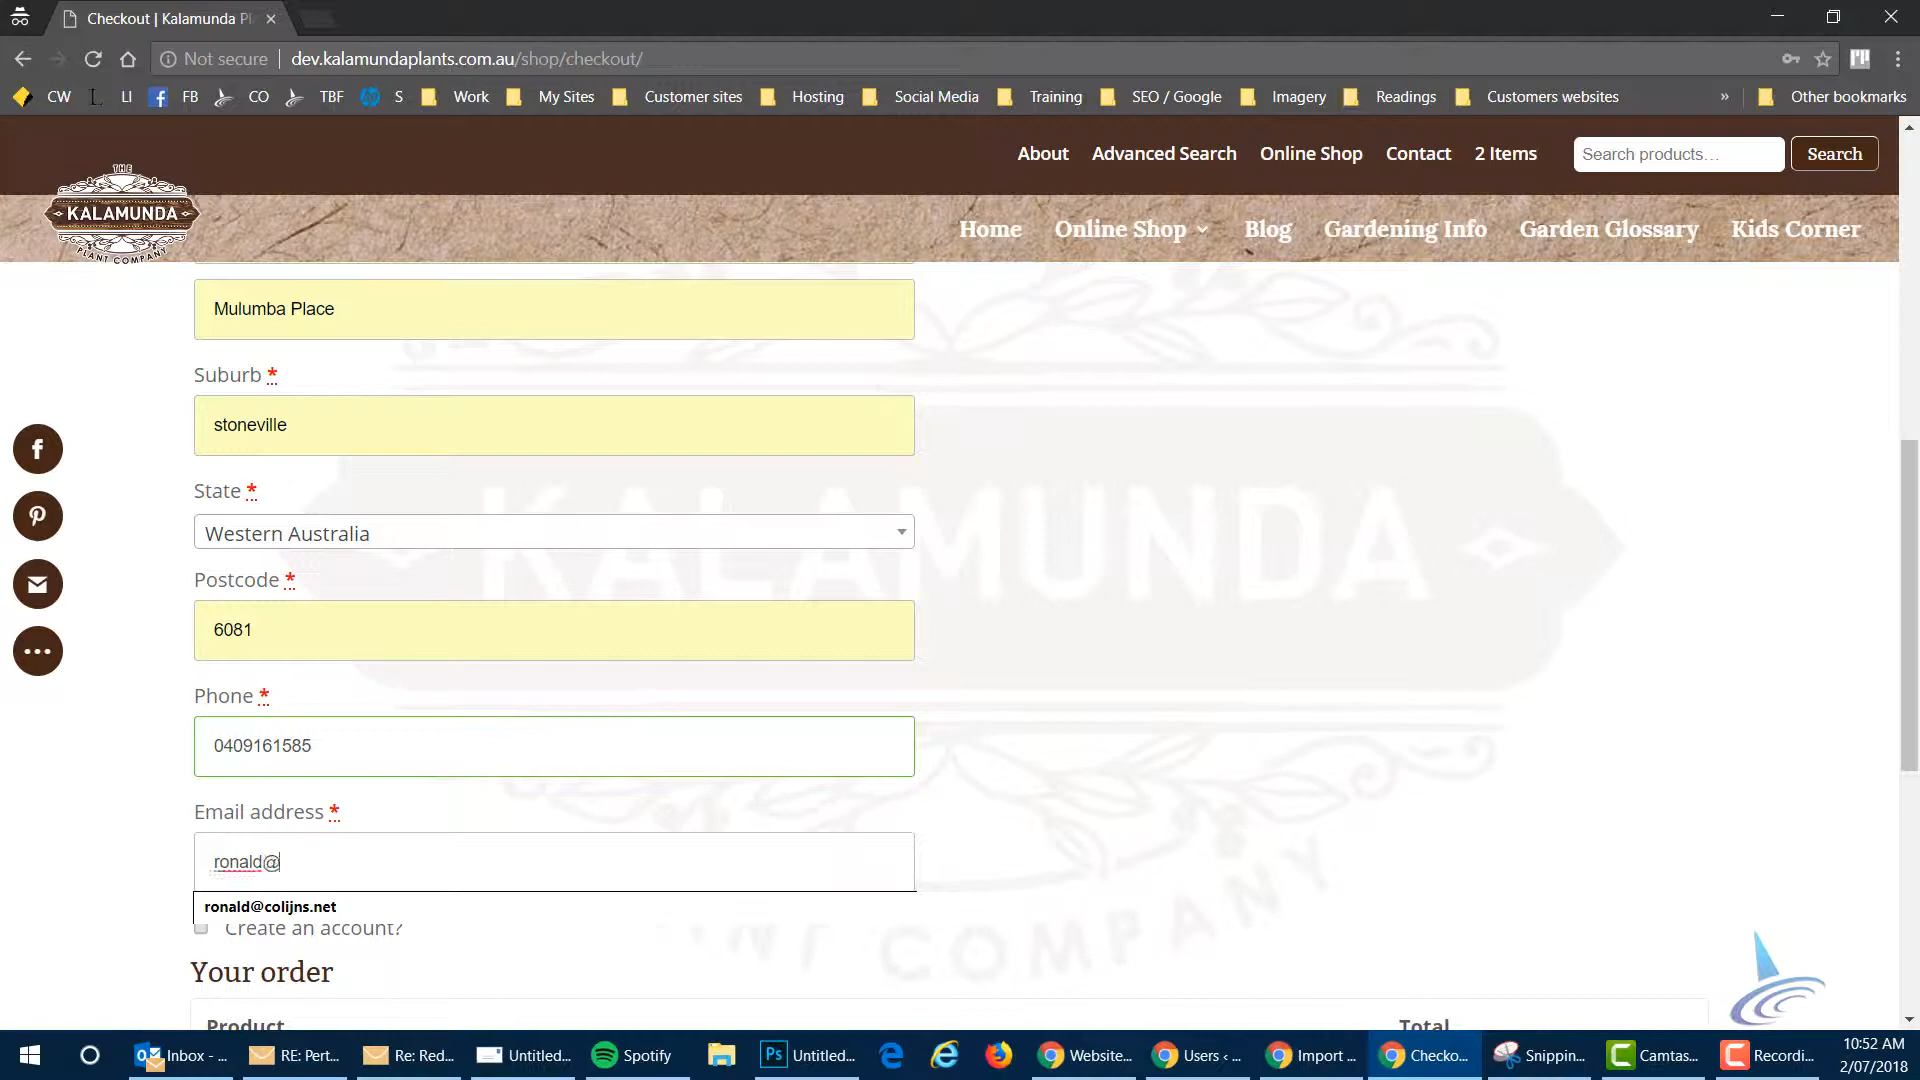 Checkout | Kalamunda Pl
Not secure
dev.kalamundaplants.com.au/shop/checkout/
CW
LI
FB
CO
TBF
S
Work
My Sites
Customer sites
Hosting
Social Media
Training
SEO / Google
Imagery
Readings
Customers websites
»
Other bookmarks
About
Advanced Search
Online Shop
Contact
2 Items
Search products…
Search
THE
KALAMUNDA
PLANT COMPANY
Home
Online Shop
Blog
Gardening Info
Garden Glossary
Kids Corner
Mulumba Place
Suburb *
stoneville
State *
Western Australia
Postcode *
6081
Phone *
0409161585
Email address *
ronald@
ronald@colijns.net
Create an account?
KALAMUNDA
PLANT COMPANY
Your order
Product
Total
Inbox - ...
RE: Pert...
Re: Red...
Untitled...
Spotify
Untitled...
Website...
Users ‹ ...
Import ...
Checko...
Snippin...
Camtas...
Recordi...
10:52 AM
2/07/2018